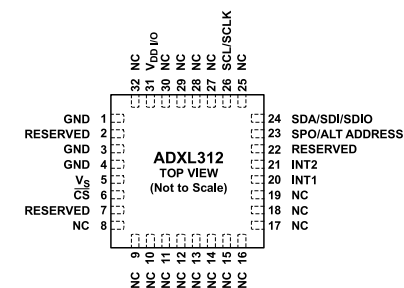 32 NC
31 VDD I/O
30 NC
29 NC
28 NC
27 NC
26 SCL/SCLK
25 NC
GND 1
RESERVED 2
GND 3
GND 4
VS 5
CS 6
RESERVED 7
NC 8
ADXL312
TOP VIEW
(Not to Scale)
24 SDA/SDI/SDIO
23 SPO/ALT ADDRESS
22 RESERVED
21 INT2
20 INT1
19 NC
18 NC
17 NC
NC 9
NC 10
NC 11
NC 12
NC 13
NC 14
NC 15
NC 16